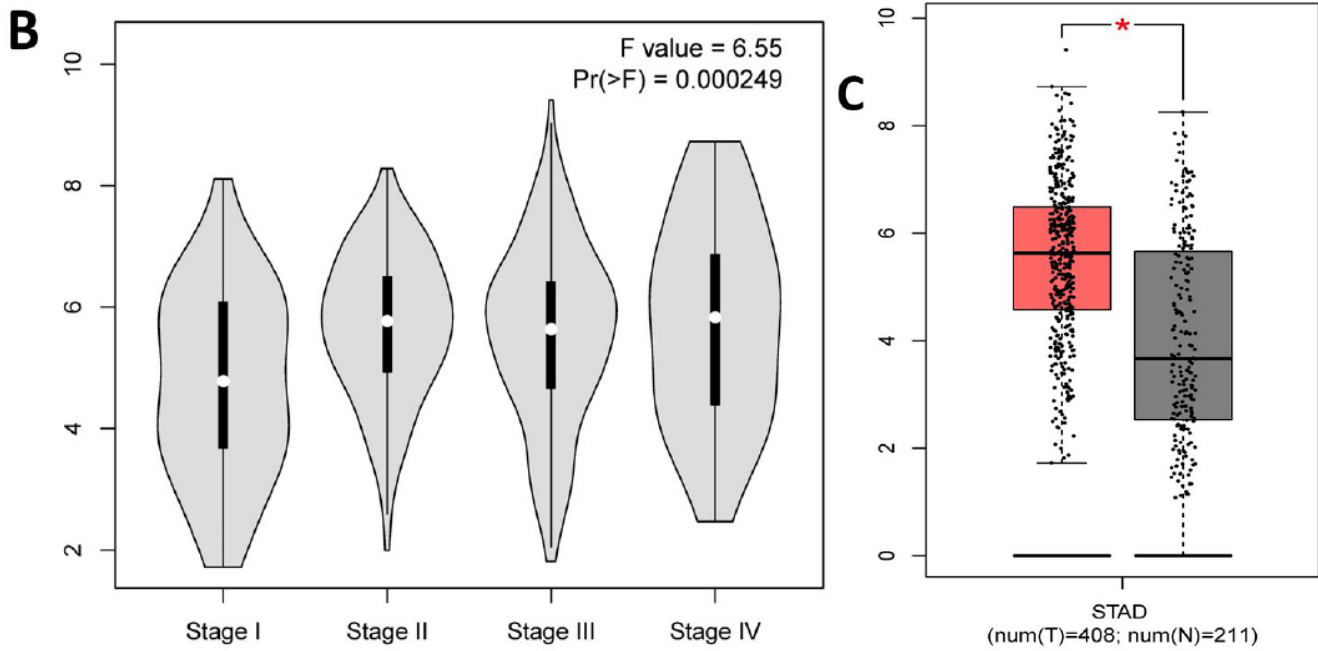 B
F value = 6.55
Pr(>F) = 0.000249
10
8
6
4
2
Stage I Stage II Stage III Stage IV
C
*
10
8
6
4
2
0
STAD
(num(T)=408; num(N)=211)